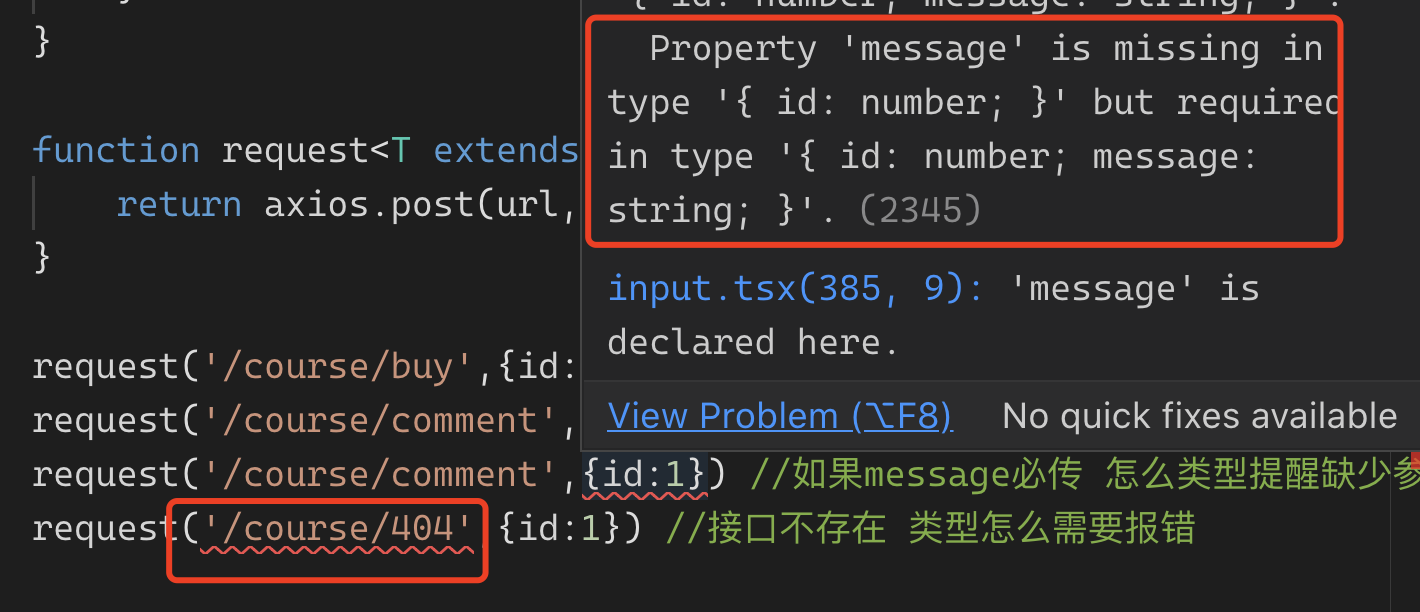 { id: number; message: string; }'.
}
Property 'message' is missing in
type '{ id: number; }' but required
function request<T extends
in type '{ id: number; message:
return axios.post(url,
string; }'. (2345)
}
input.tsx(385, 9): 'message' is
declared here.
request('/course/buy',{id:
View Problem (⌥F8) No quick fixes available
request('/course/comment',
request('/course/comment',{id:1}) //如果message必传 怎么类型提醒缺少参
request('/course/404' {id:1}) //接口不存在 类型怎么需要报错